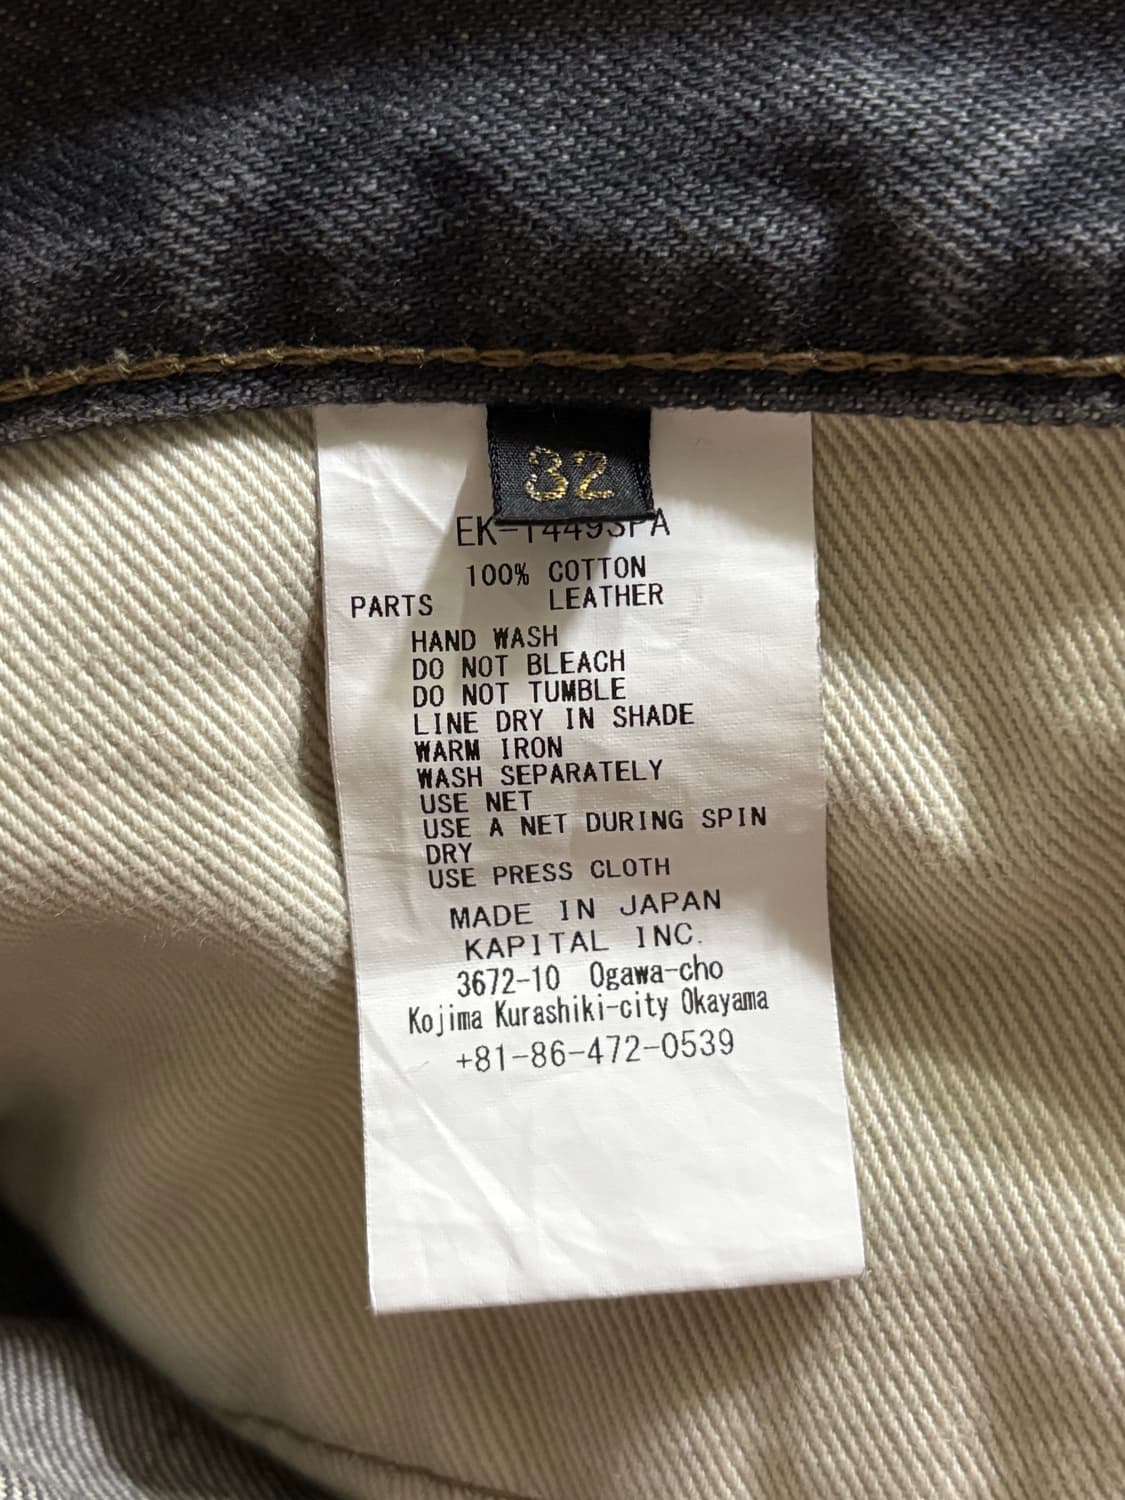 32
EK-1449SPA
100% COTTON
PARTS LEATHER
HAND WASH
DO NOT BLEACH
DO NOT TUMBLE
LINE DRY IN SHADE
WARM IRON
WASH SEPARATELY
USE NET
USE A NET DURING SPIN
DRY
USE PRESS CLOTH
MADE IN JAPAN
KAPITAL INC.
3672-10 Ogawa-cho
Kojima Kurashiki-city Okayama
+81-86-472-0539